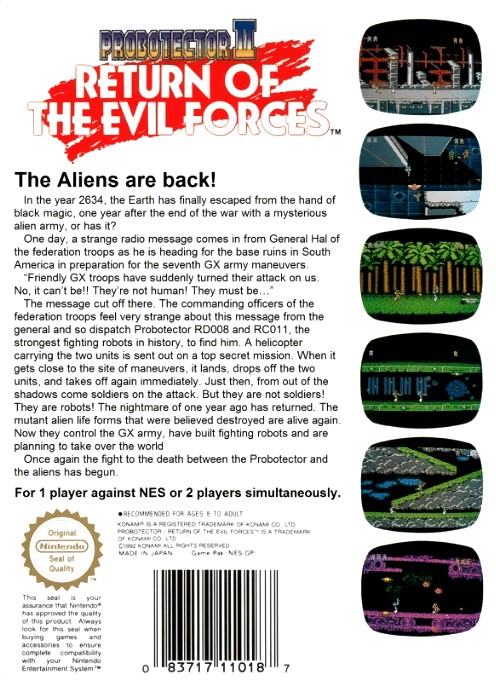 PROBOTECTOR II
RETURN OF
THE EVIL FORCES™
The Aliens are back!
In the year 2634, the Earth has finally escaped from the hand of
black magic, one year after the end of the war with a mysterious
alien army, or has it?
One day, a strange radio message comes in from General Hal of
the federation troops as he is heading for the base ruins in South
America in preparation for the seventh GX army maneuvers.
"Friendly GX troops have suddenly turned their attack on us.
No, it can't be!! They're not human! They must be..."
The message cut off there. The commanding officers of the
federation troops feel very strange about this message from the
general and so dispatch Probotector RD008 and RC011, the
strongest fighting robots in history, to find him. A helicopter
carrying the two units is sent out on a top secret mission. When it
gets close to the site of maneuvers, it lands, drops off the two
units, and takes off again immediately. Just then, from out of the
shadows come soldiers on the attack. But they are not soldiers!
They are robots! The nightmare of one year ago has returned. The
mutant alien life forms that were believed destroyed are alive again.
Now they control the GX army, have built fighting robots and are
planning to take over the world
Once again the fight to the death between the Probotector and
the aliens has begun.
For 1 player against NES or 2 players simultaneously.
●RECOMMENDED FOR AGES 8 TO ADULT
KONAMI® IS A REGISTERED TRADEMARK OF KONAMI CO. LTD.
PROBOTECTOR : RETURN OF THE EVIL FORCES™ IS A TRADEMARK
OF KONAMI CO. LTD.
©1992 KONAMI ALL RIGHTS RESERVED
MADE IN JAPAN Game Pak :NES GP
Original
Nintendo
Seal of
Quality
™
This seal is your
assurance that Nintendo®
has approved the quality
of this product. Always
look for this seal when
buying games and
accessories to ensure
complete compatibility
with your Nintendo
Entertainment System™
0 83717 11018 7